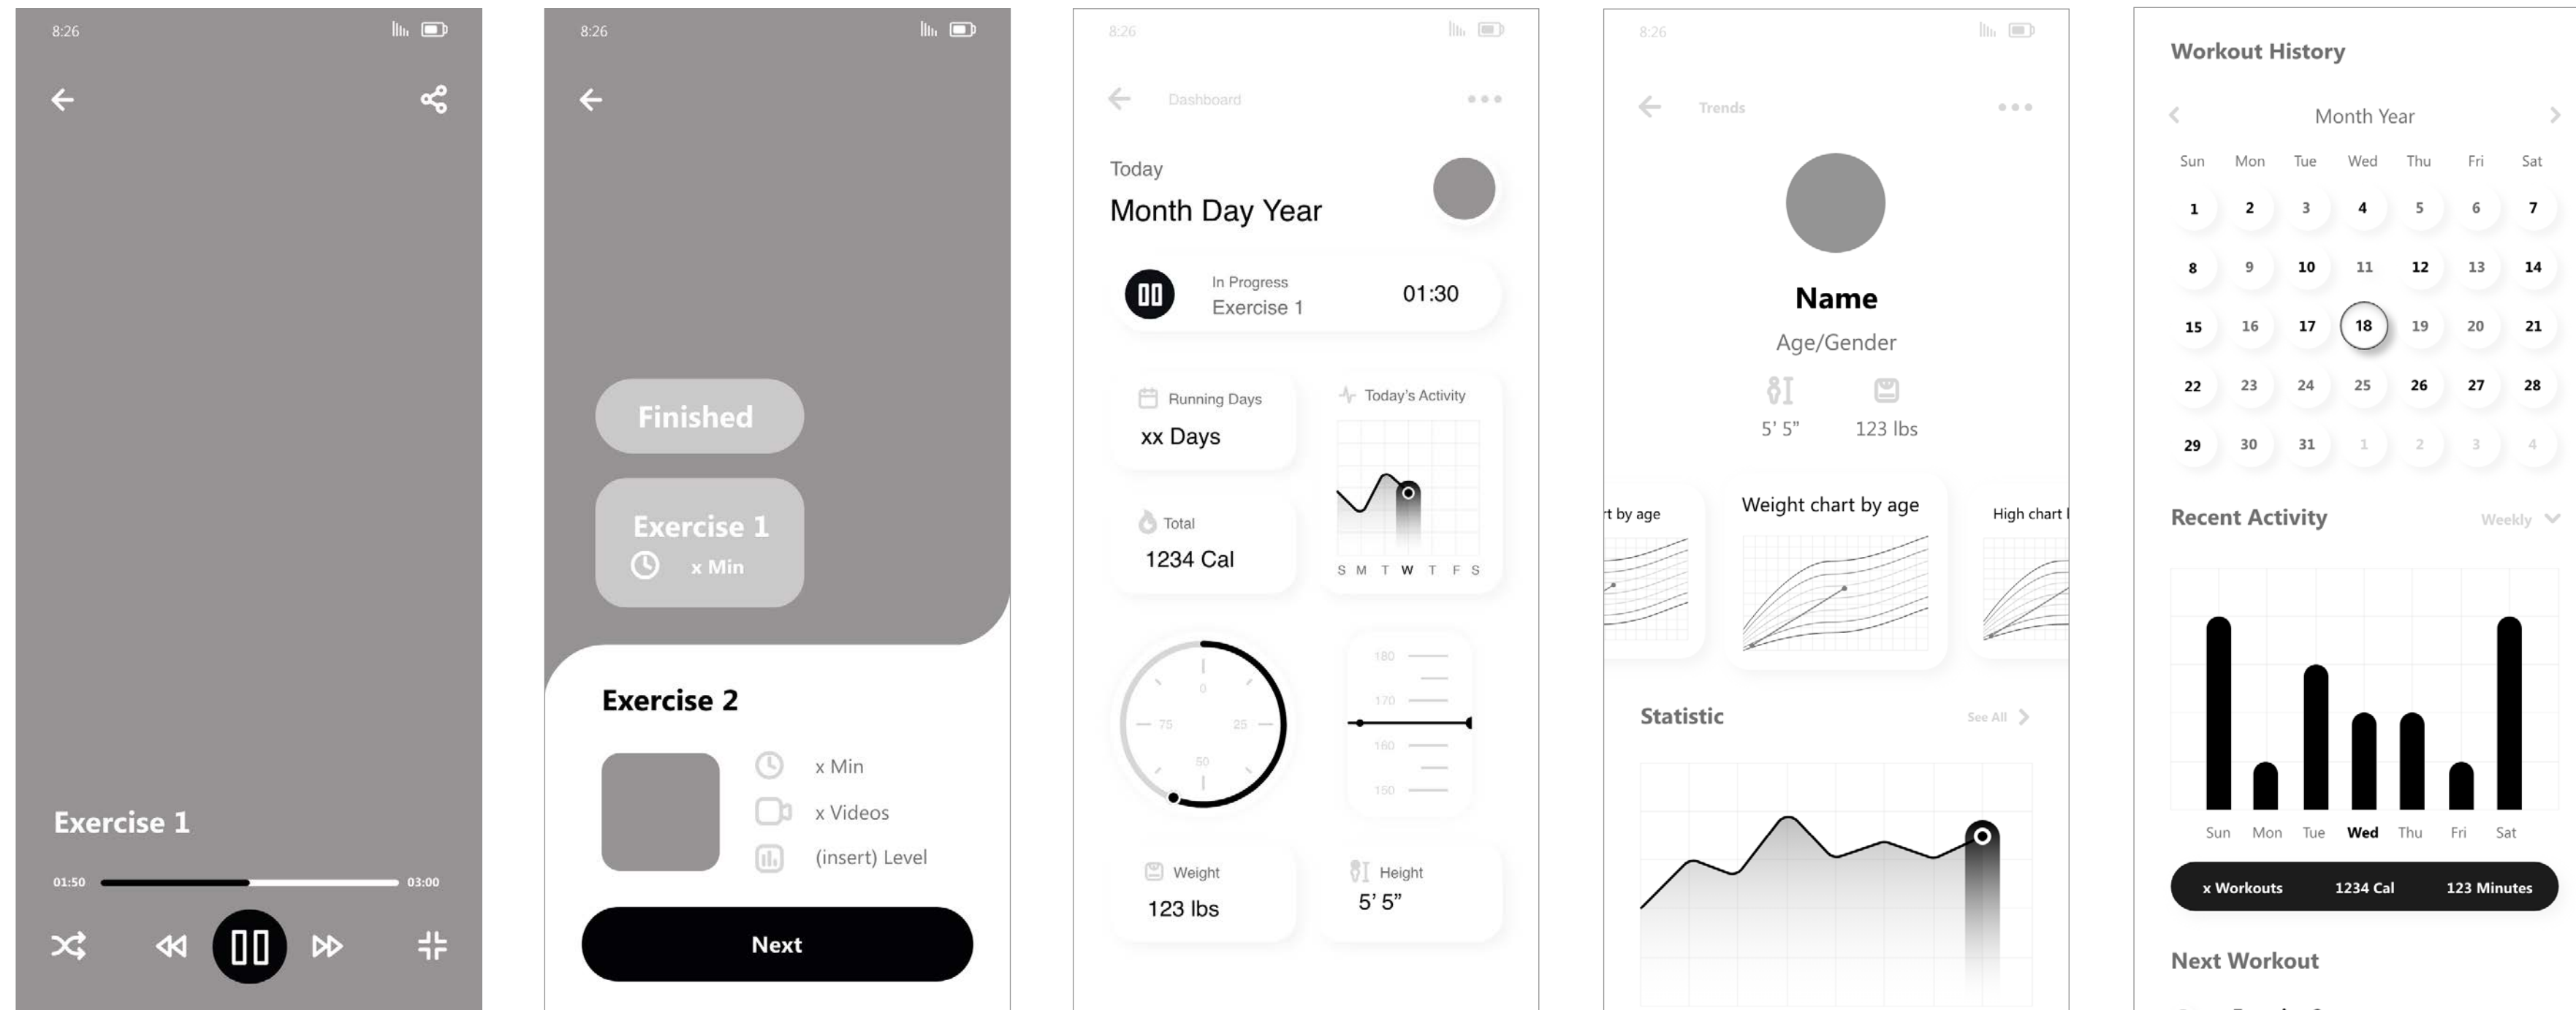 8:26
Exercise 1
01:50 03:00
8:26
Finished
Exercise 1
x Min
Exercise 2
x Min
x Videos
(insert) Level
Next
8:26
Dashboard
Today
Month Day Year
In Progress
Exercise 1
01:30
Running Days
xx Days
Total
1234 Cal
Today's Activity
S M T W T F S
0
25
50
75
180
170
160
150
Weight
123 lbs
Height
5' 5”
8:26
Trends
Name
Age/Gender
5' 5” 123 lbs
rt by age
Weight chart by age
High chart
Statistic See All
Workout History
Month Year
Sun Mon Tue Wed Thu Fri Sat
1 2 3 4 5 6 7
8 9 10 11 12 13 14
15 16 17 18 19 20 21
22 23 24 25 26 27 28
29 30 31 1 2 3 4
Recent Activity Weekly
Sun Mon Tue Wed Thu Fri Sat
x Workouts 1234 Cal 123 Minutes
Next Workout